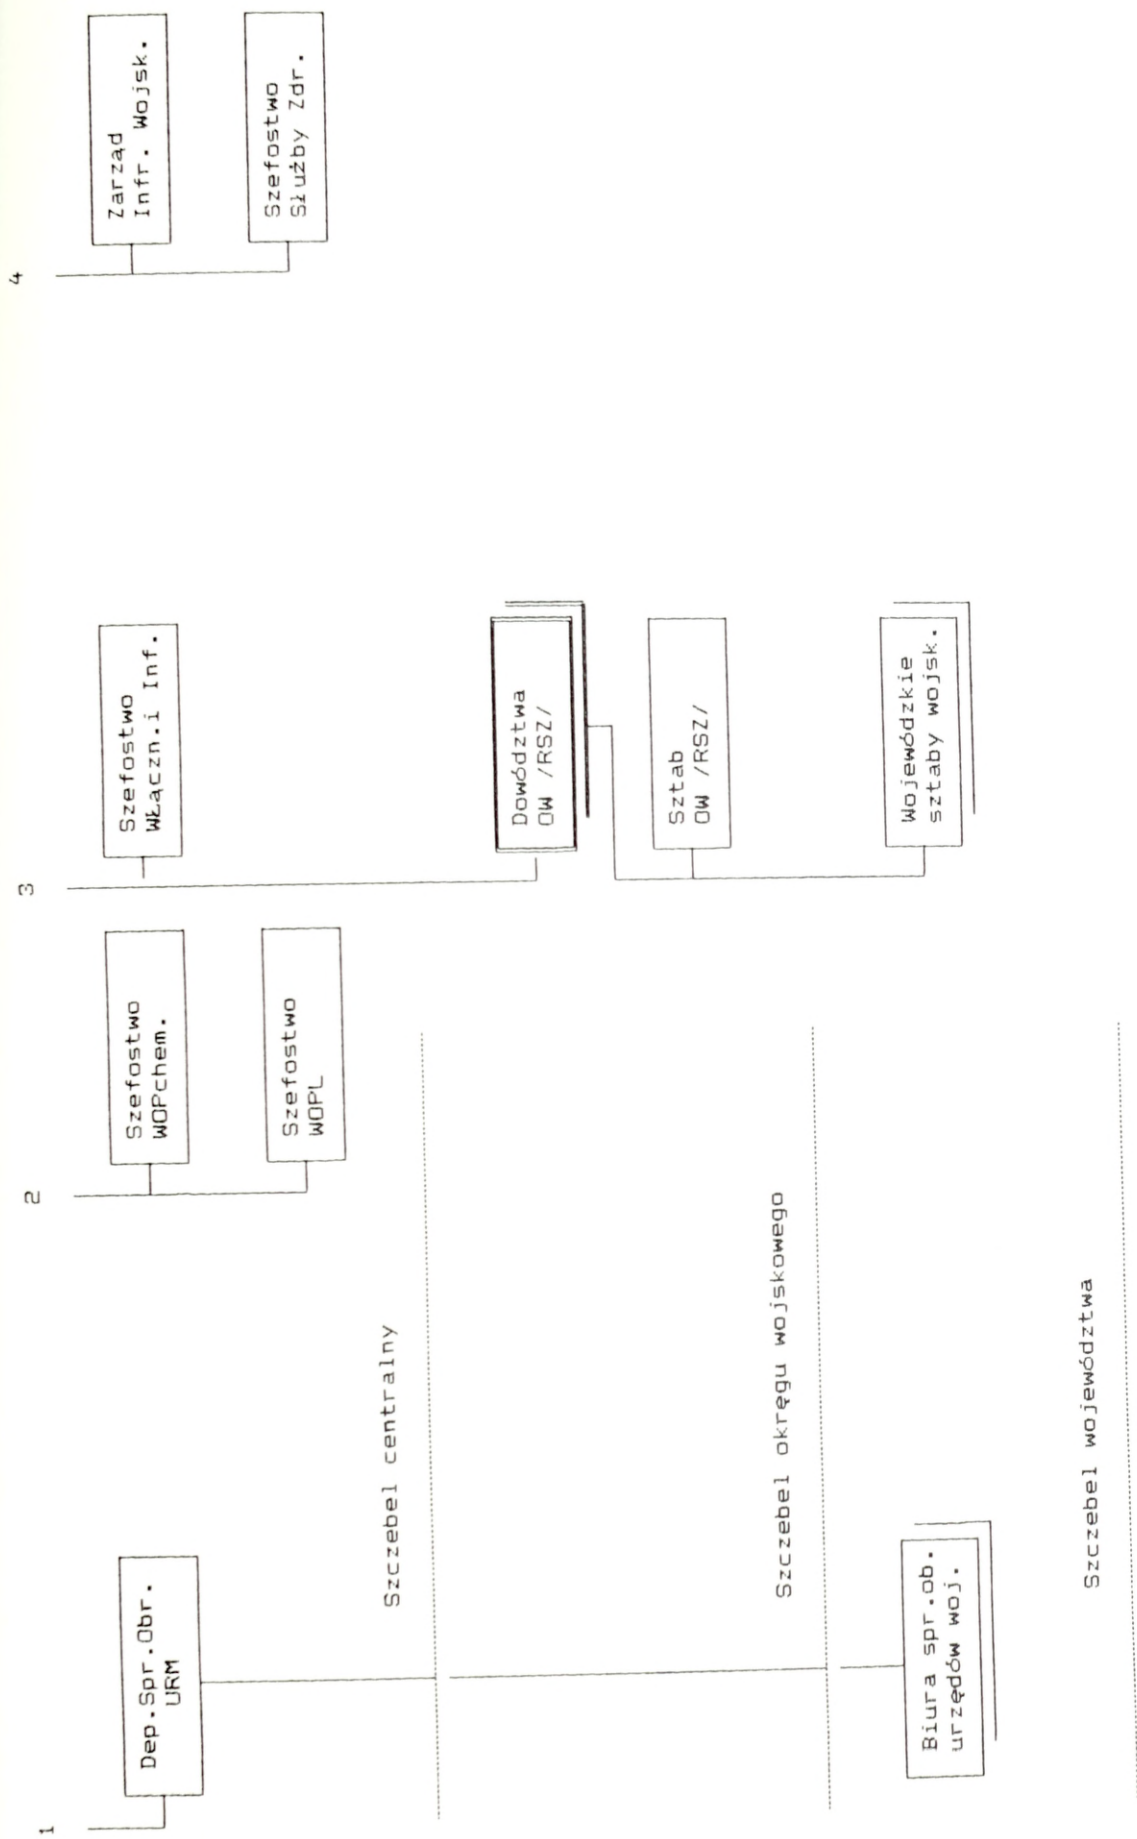 1
2
3
4
Dep.Spr.Obr.
URM
Szefostwo
WOPchem.
Szefostwo
WOPL
Szefostwo
WŁączn.i Inf.
Zarząd
Infr. Wojsk.
Szefostwo
Służby Zdr.
Szczebel centralny
Dowództwa
OW /RSZ/
Sztab
OW /RSZ/
Szczebel okręgu wojskowego
Biura spr.ob.
urzędów woj.
Wojewódzkie
sztaby wojsk.
Szczebel województwa